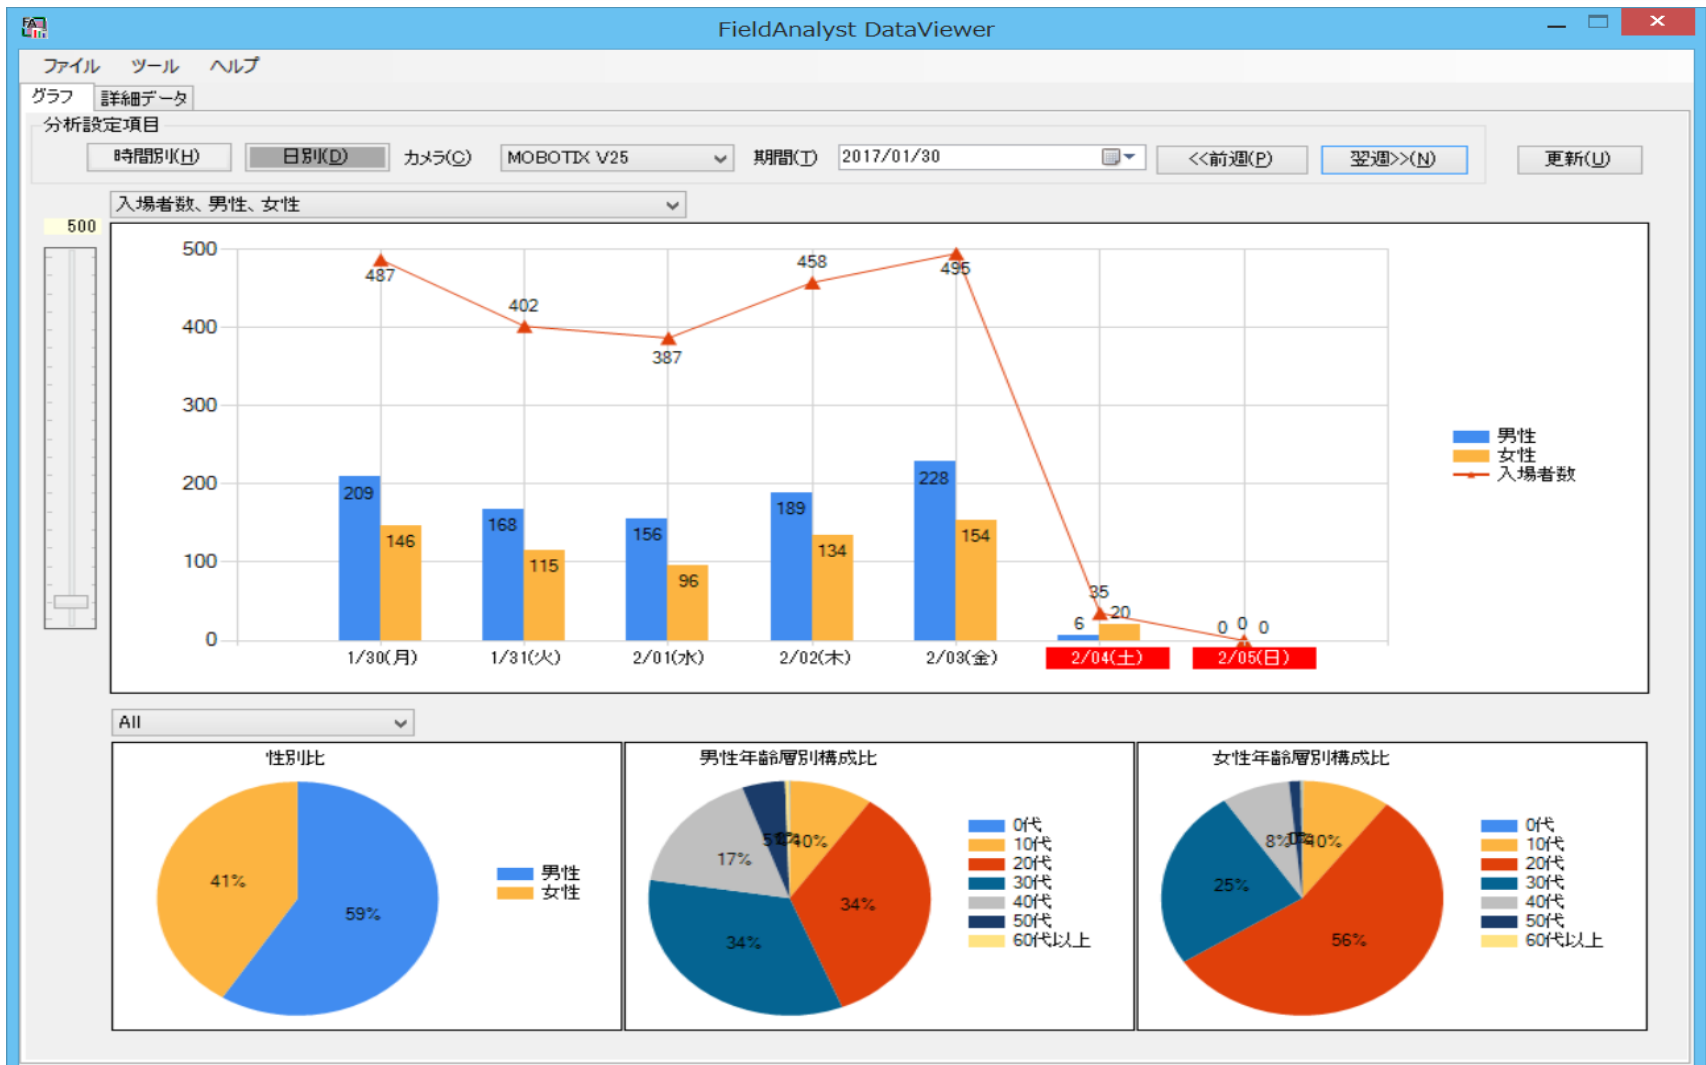 FieldAnalyst DataViewer
ファイル ツール ヘルプ
グラフ 詳細データ
分析設定項目
時間別(H) 日別(D) カメラ(C) MOBOTIX V25 期間(T) 2017/01/30 <<前週(P) 翌週>>(N) 更新(U)
入場者数、男性、女性
500
500
400
300
200
100
0
487
402
387
458
495
35
0
209
146
168
115
156
96
189
134
228
154
6
20
0
0
1/30(月) 1/31(火) 2/01(水) 2/02(木) 2/03(金) 2/04(土) 2/05(日)
男性
女性
入場者数
All
性別比
41%
59%
男性
女性
男性年齢層別構成比
17%
10%
34%
34%
0代
10代
20代
30代
40代
50代
60代以上
女性年齢層別構成比
8%
10%
25%
56%
0代
10代
20代
30代
40代
50代
60代以上